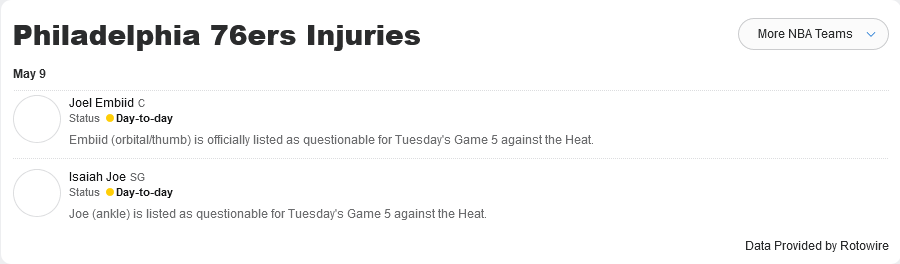 Philadelphia 76ers Injuries
More NBA Teams
May 9
Joel Embiid C
Status Day-to-day
Embiid (orbital/thumb) is officially listed as questionable for Tuesday's Game 5 against the Heat.
Isaiah Joe SG
Status Day-to-day
Joe (ankle) is listed as questionable for Tuesday's Game 5 against the Heat.
Data Provided by Rotowire